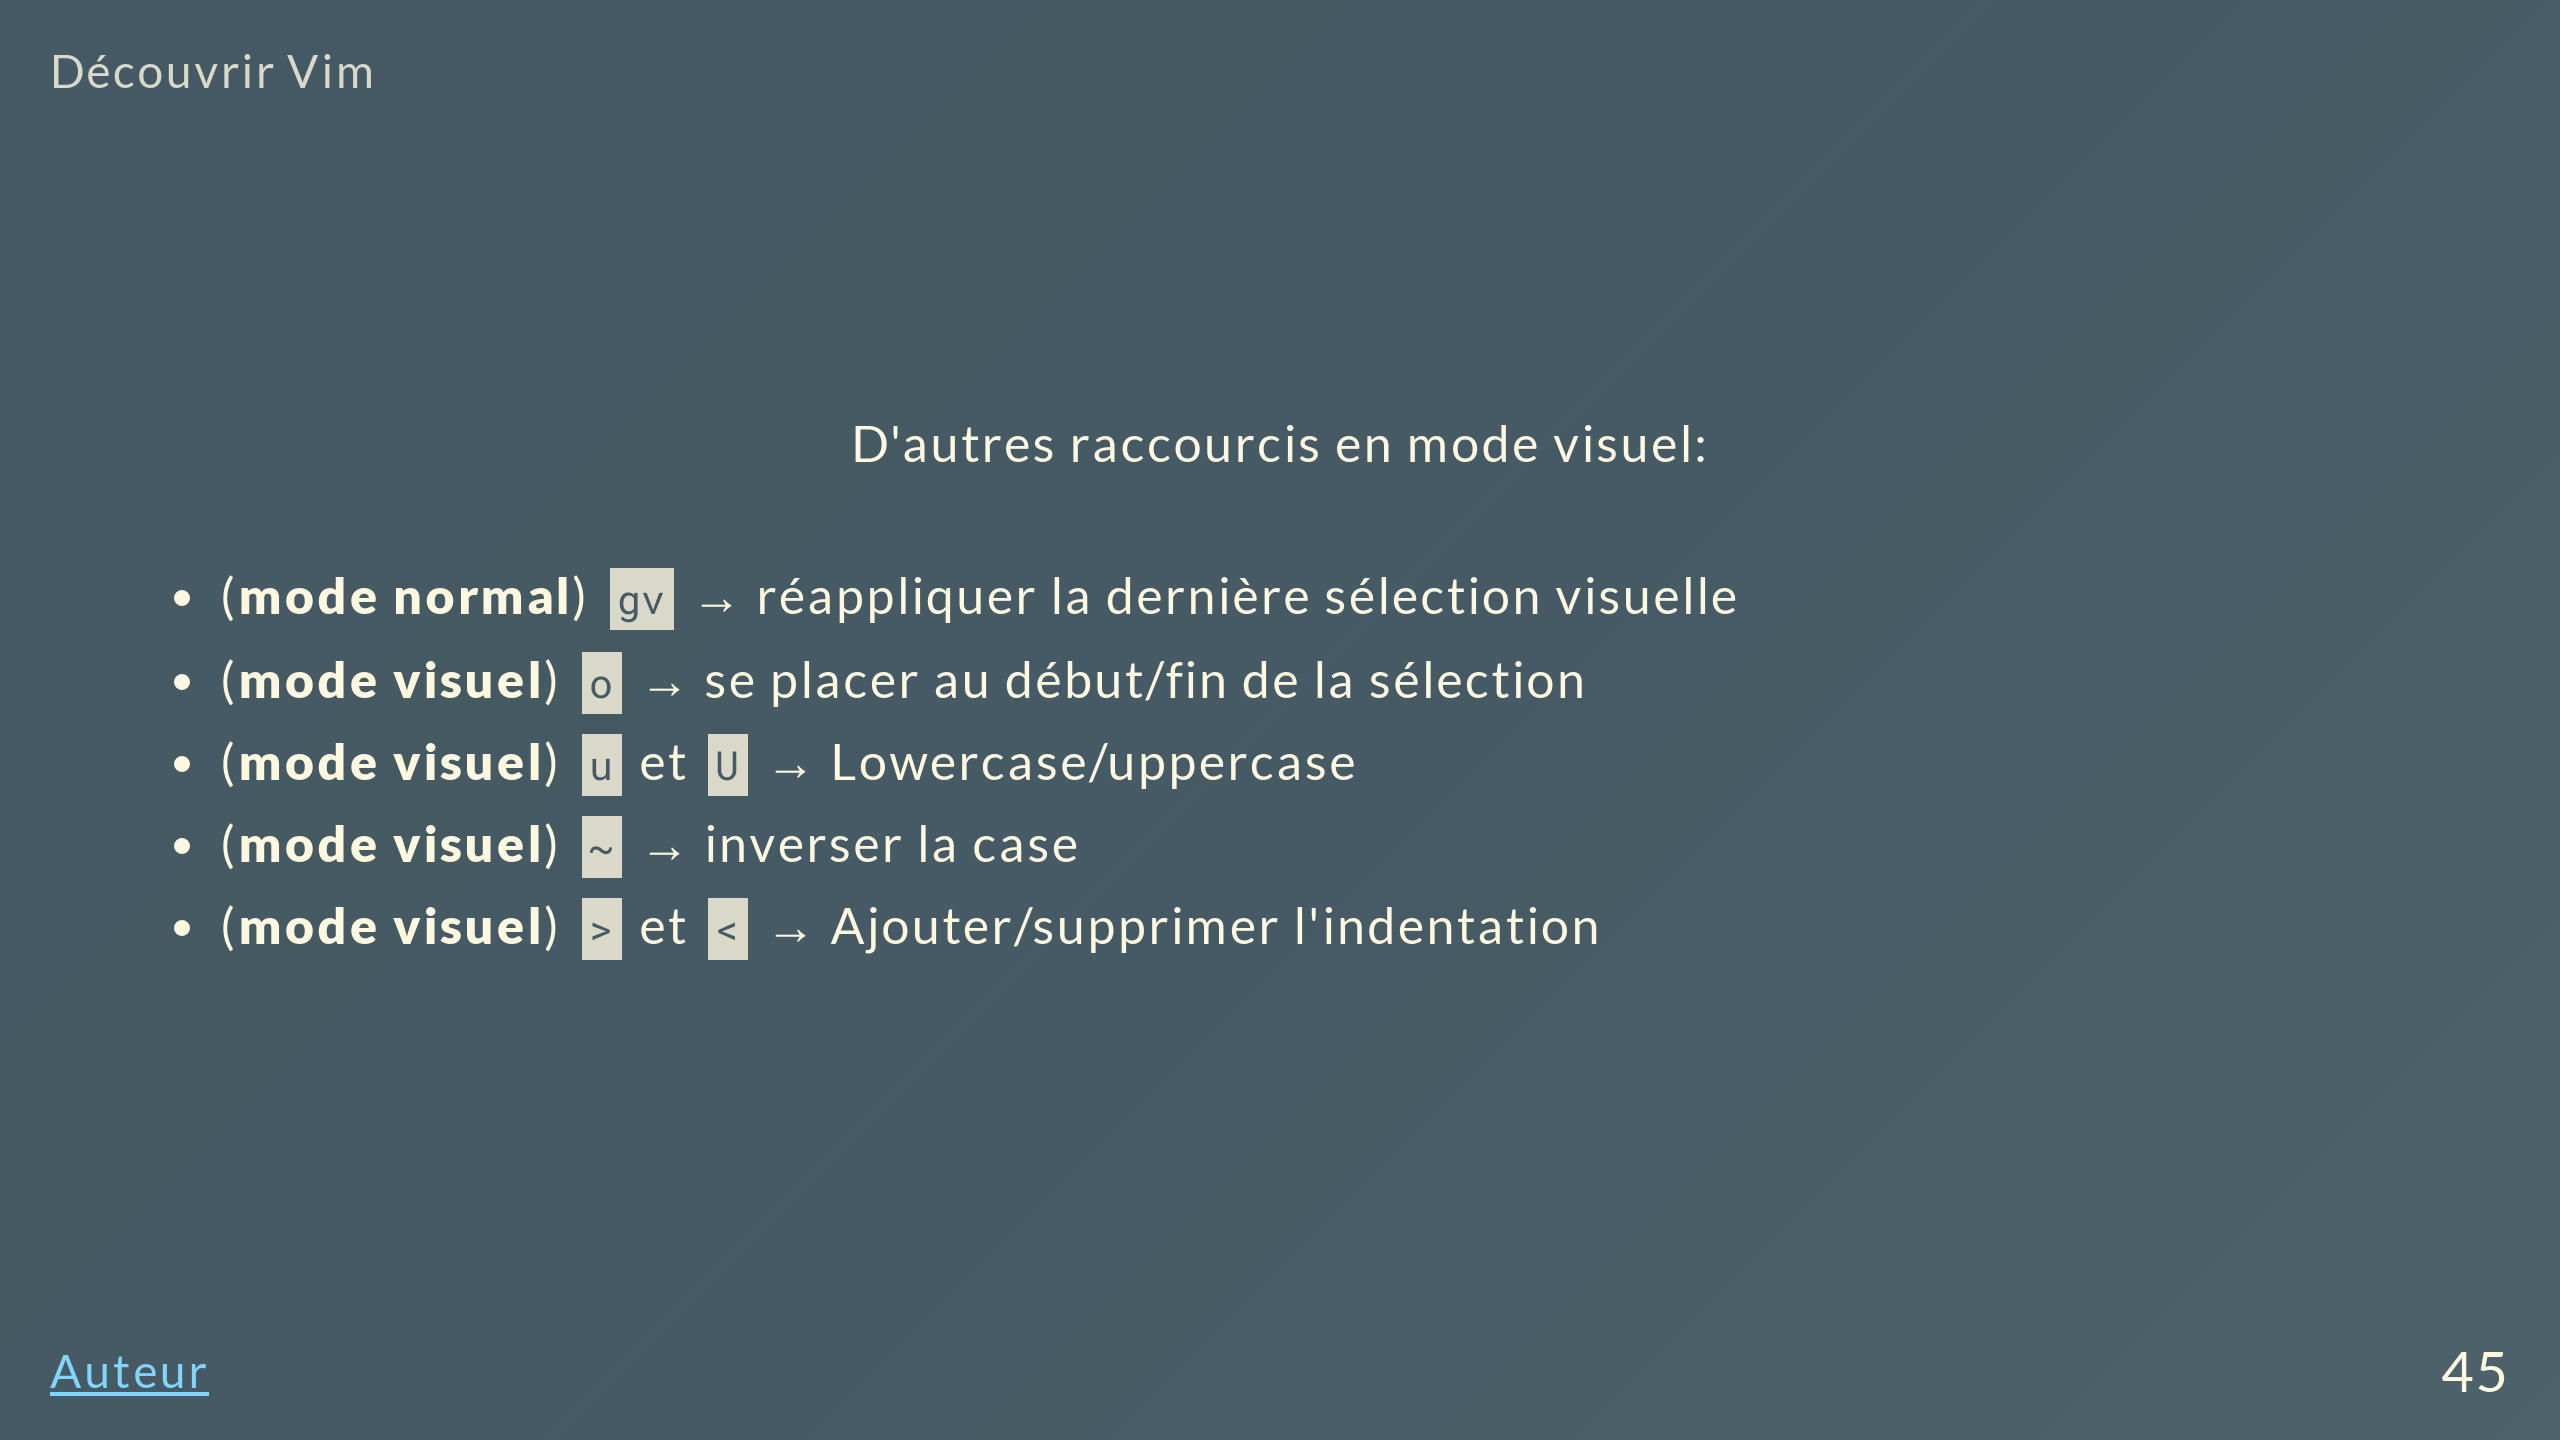 Découvrir Vim
D'autres raccourcis en mode visuel:
• (mode normal) gv → réappliquer la dernière sélection visuelle
• (mode visuel) o → se placer au début/fin de la sélection
• (mode visuel) u et U → Lowercase/uppercase
• (mode visuel) ~ → inverser la case
• (mode visuel) > et < → Ajouter/supprimer l'indentation
Auteur
45